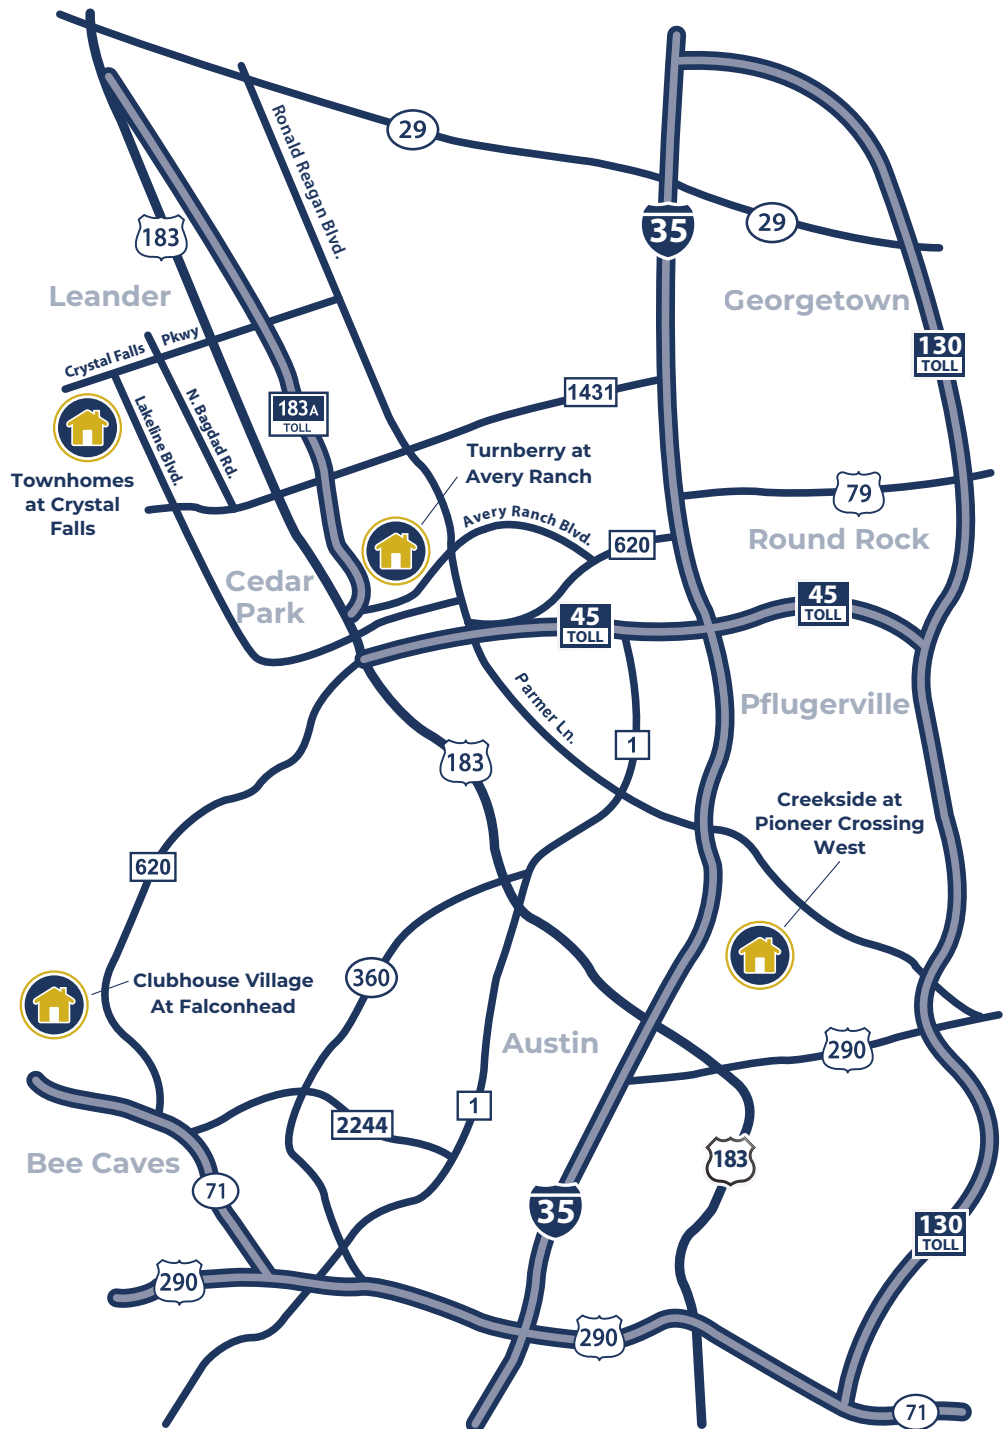 29
Ronald Reagan Blvd.
183
35
29
Leander
Georgetown
Crystal Falls Pkwy
130
TOLL
1431
183A
TOLL
Lakeline Blvd.
N. Bagdad Rd.
Turnberry at
Avery Ranch
Townhomes
at Crystal
Falls
79
Avery Ranch Blvd.
620
Round Rock
Cedar
Park
45
TOLL
45
TOLL
Parmer Ln.
Pflugerville
1
183
Creekside at
Pioneer Crossing
West
620
360
Clubhouse Village
At Falconhead
Austin
290
1
2244
Bee Caves
183
71
35
130
TOLL
290
290
71